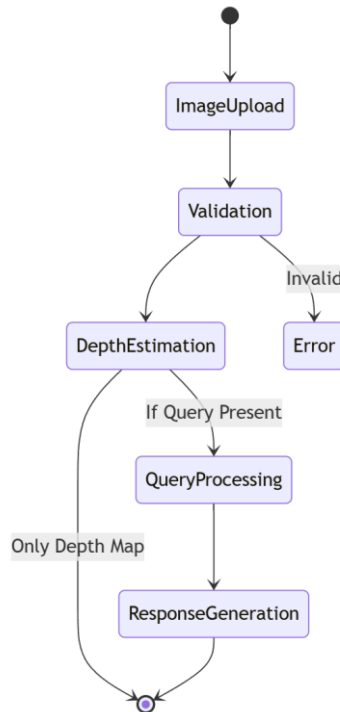 ImageUpload
Validation
Invalid
DepthEstimation
Error
If Query Present
QueryProcessing
Only Depth Map
ResponseGeneration